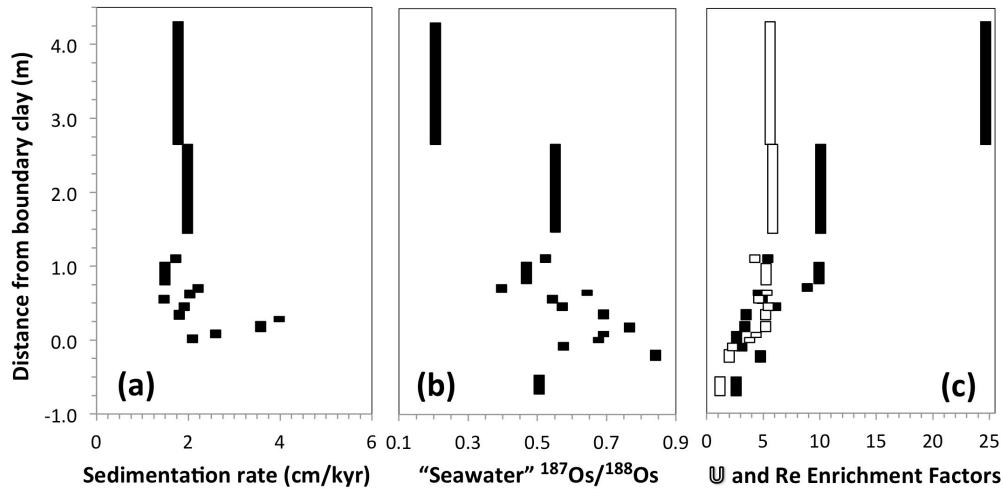 Distance from boundary clay (m)
4.0
3.0
2.0
1.0
0.0
-1.0
(a)
0 2 4 6
Sedimentation rate (cm/kyr)
(b)
0.1 0.3 0.5 0.7 0.9
“Seawater” ¹⁸⁷Os/¹⁸⁸Os
(c)
0 5 10 15 20 25
U and Re Enrichment Factors